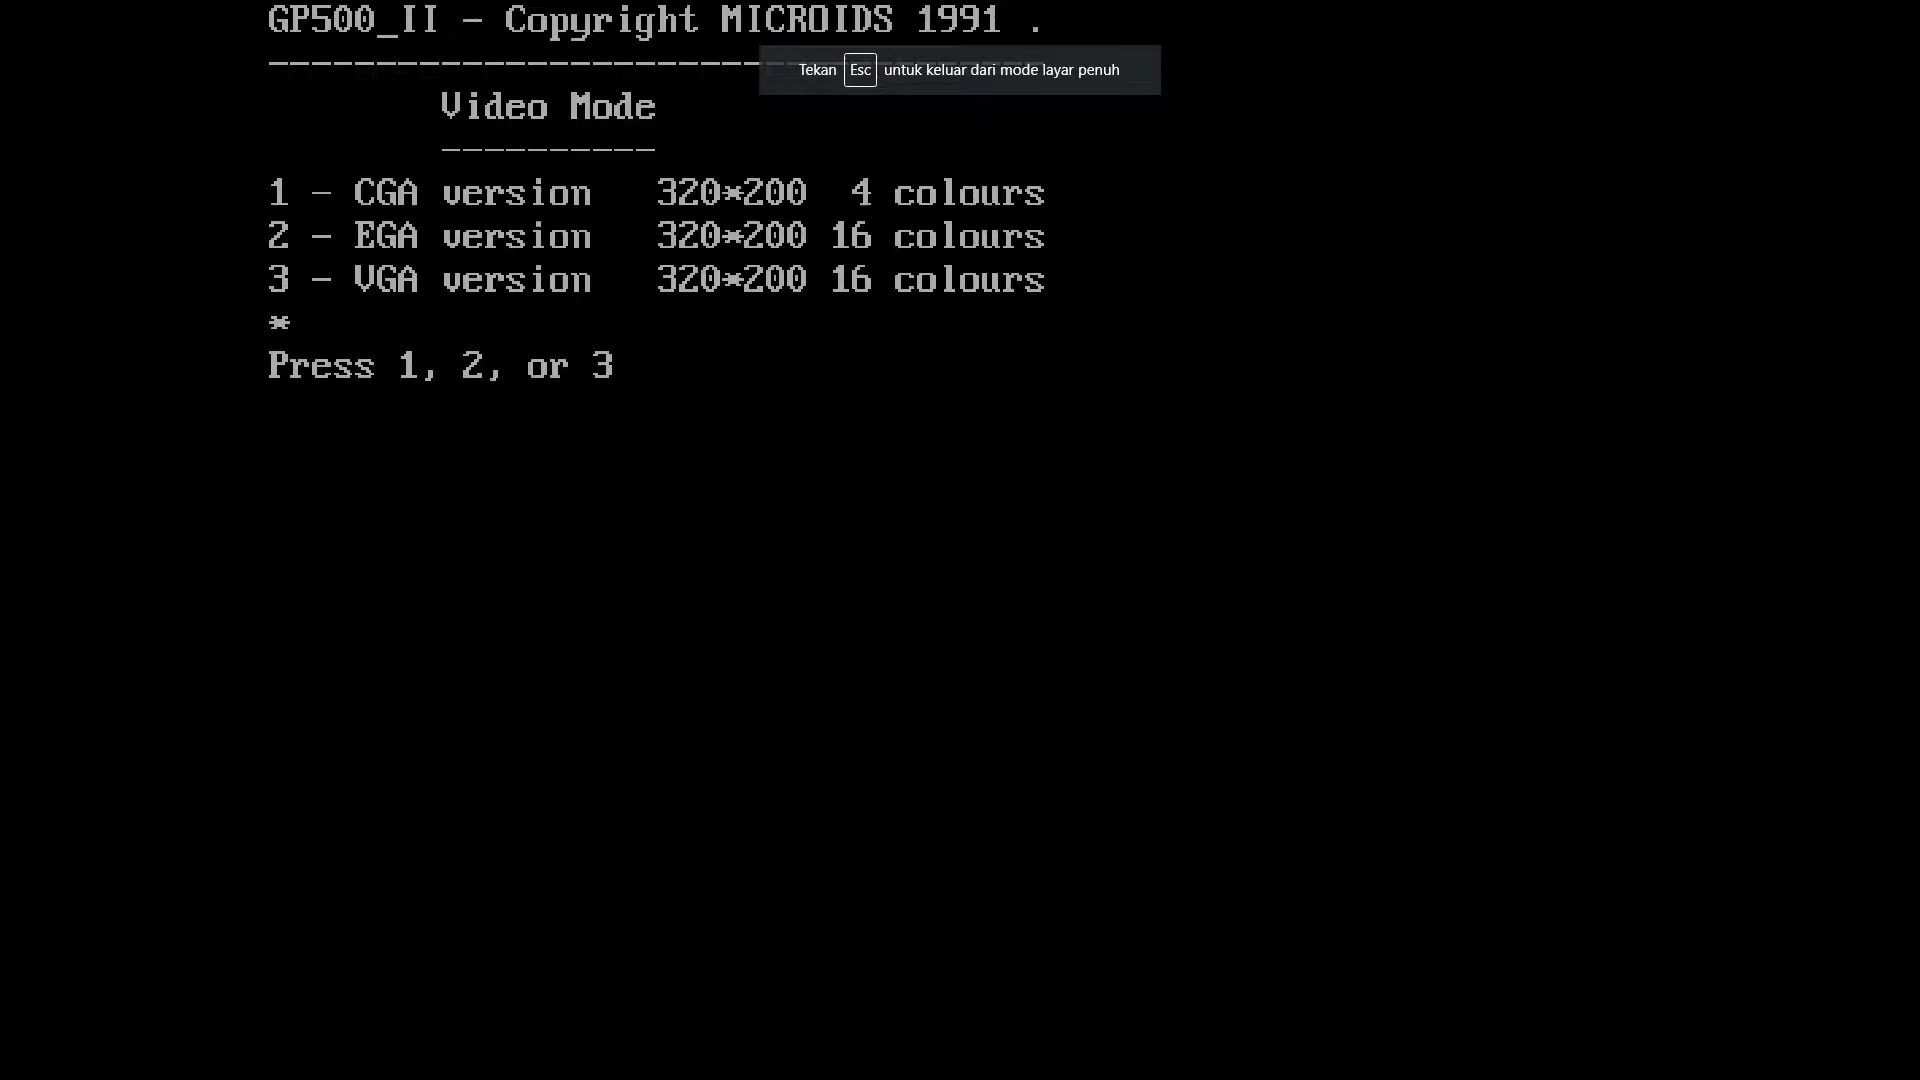 GP500_II - Copyright MICROIDS 1991 .
------------------------------------
Tekan Esc untuk keluar dari mode layar penuh
Video Mode
----------
1 - CGA version   320*200  4 colours
2 - EGA version   320*200 16 colours
3 - VGA version   320*200 16 colours
*
Press 1, 2, or 3